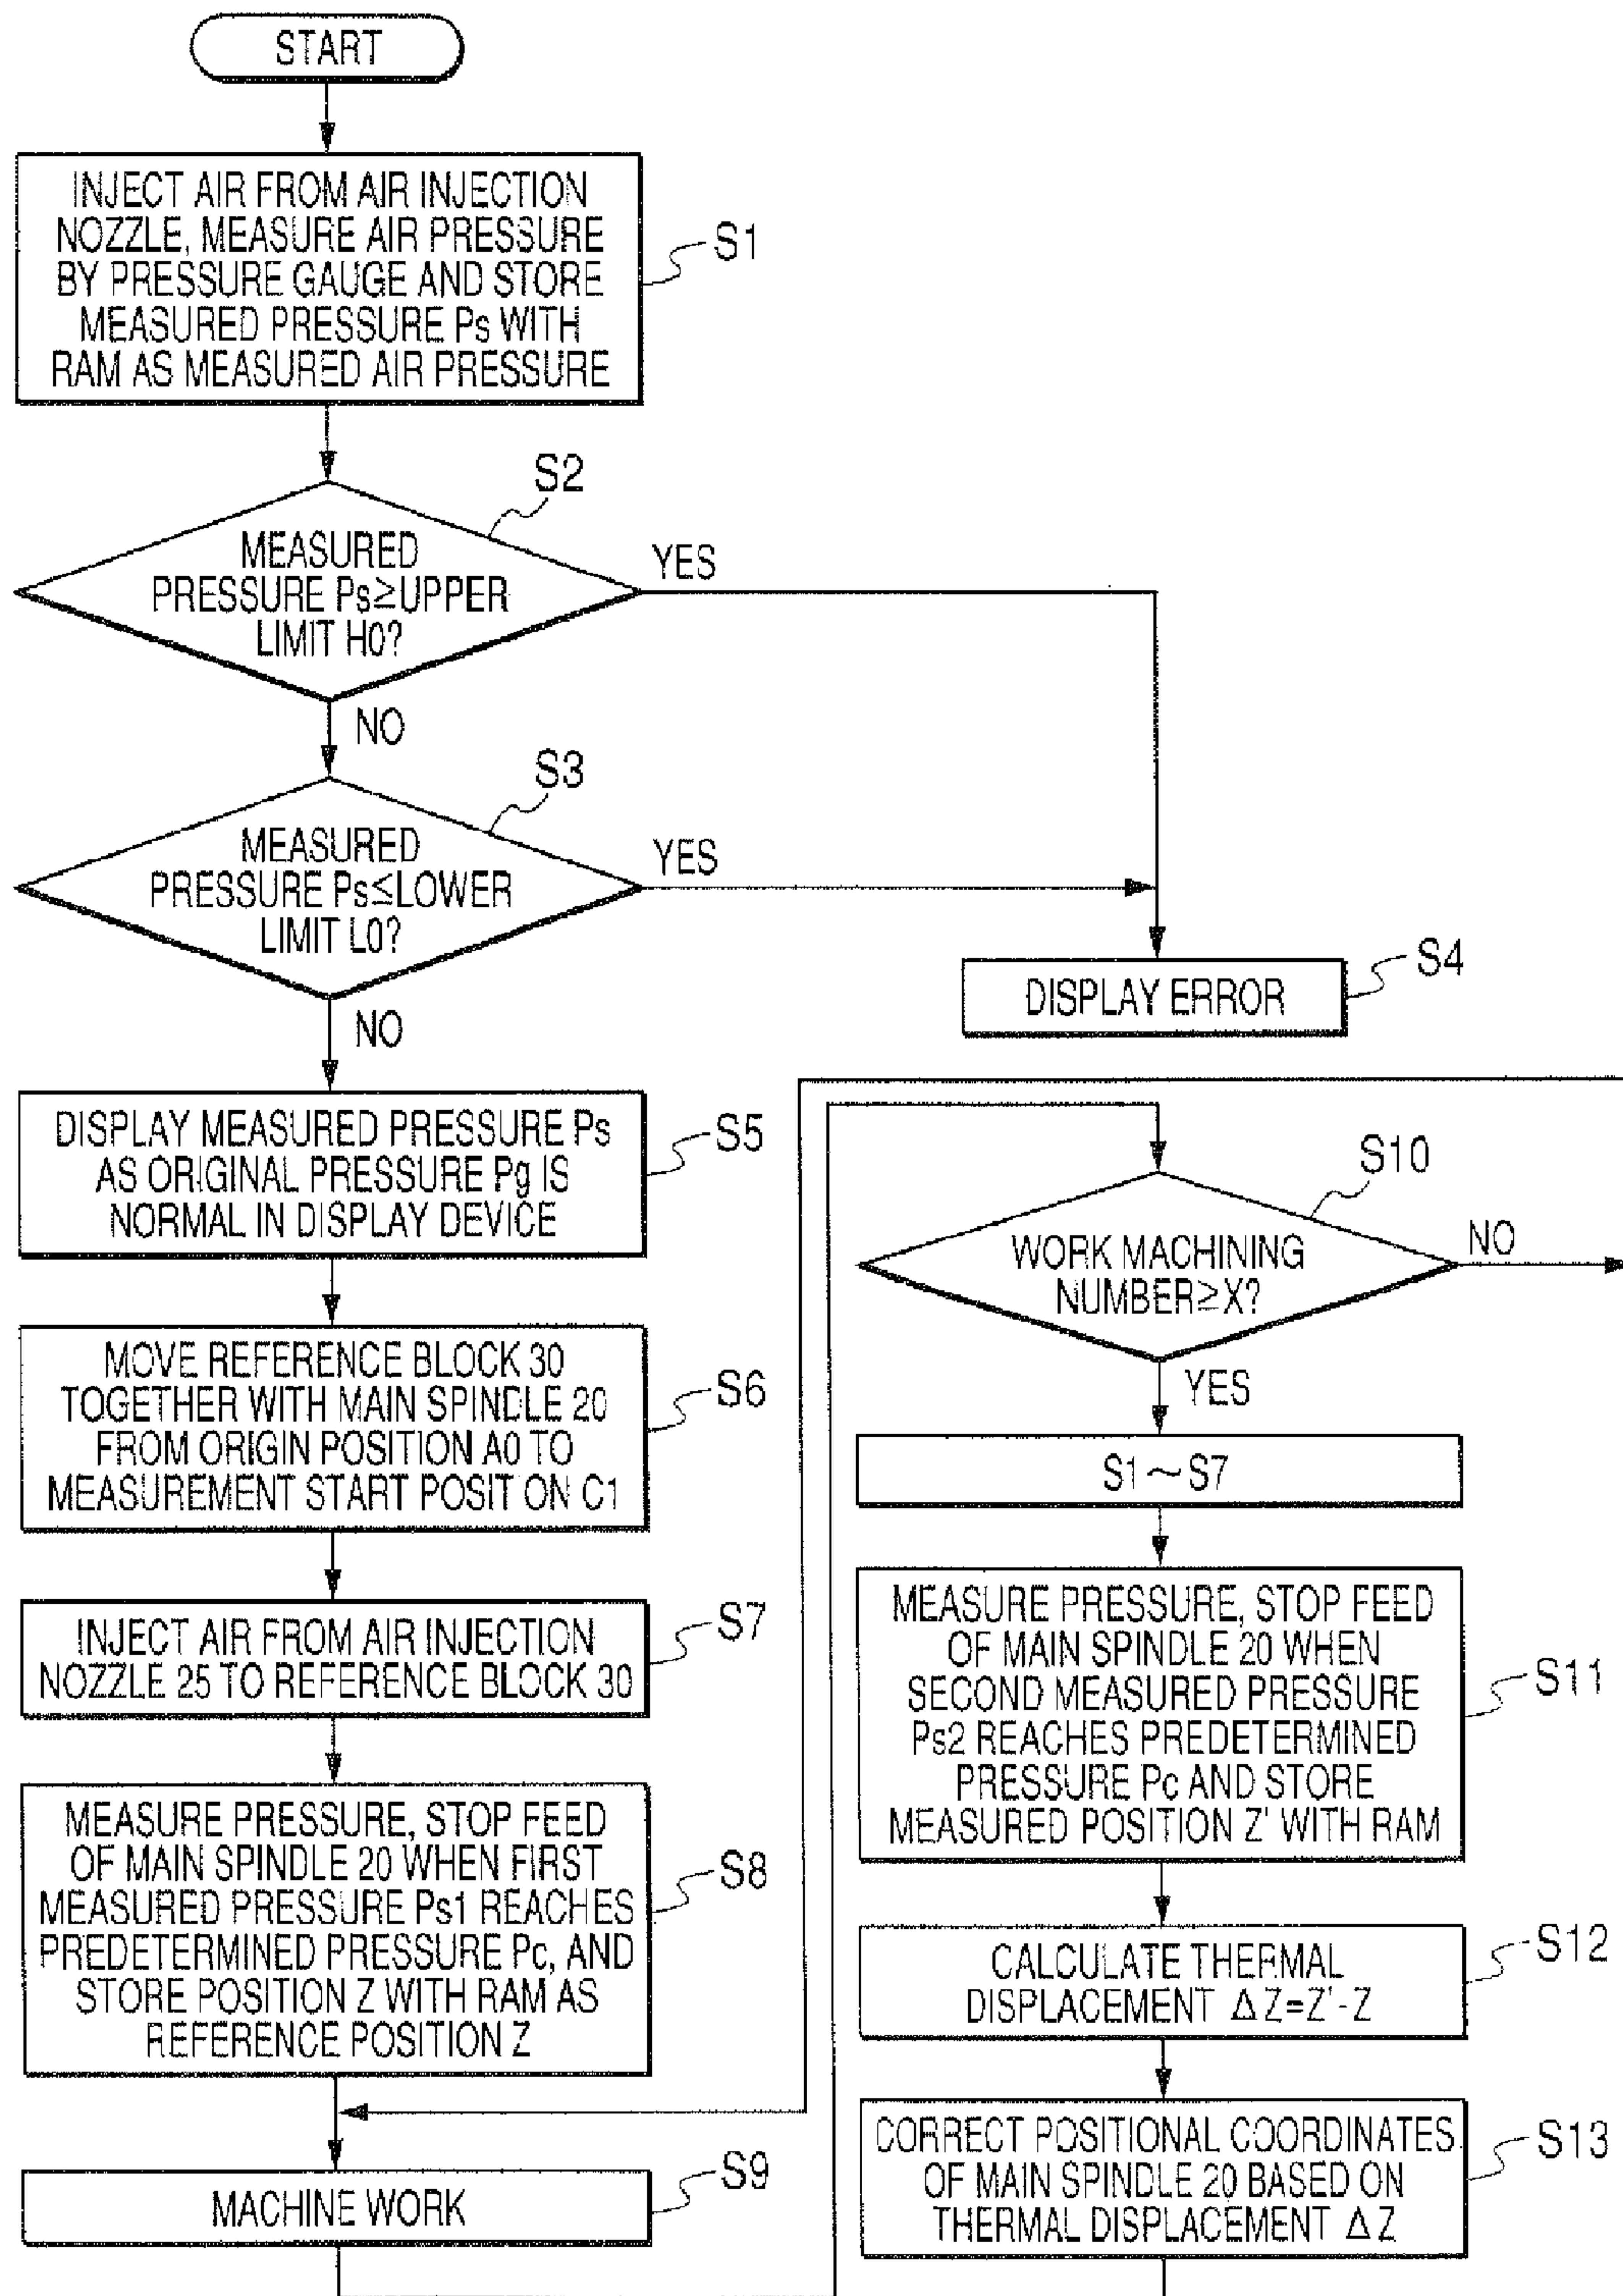 START
INJECT AIR FROM AIR INJECTION
NOZZLE, MEASURE AIR PRESSURE
BY PRESSURE GAUGE AND STORE
MEASURED PRESSURE Ps WITH
RAM AS MEASURED AIR PRESSURE
S1
S2
MEASURED
PRESSURE Ps≥UPPER
LIMIT H0?
YES
NO
S3
MEASURED
PRESSURE Ps≤LOWER
LIMIT L0?
YES
NO
S4
DISPLAY ERROR
DISPLAY MEASURED PRESSURE Ps
AS ORIGINAL PRESSURE Pg IS
NORMAL IN DISPLAY DEVICE
S5
MOVE REFERENCE BLOCK 30
TOGETHER WITH MAIN SPINDLE 20
FROM ORIGIN POSITION A0 TO
MEASUREMENT START POSIT ON C1
S6
INJECT AIR FROM AIR INJECTION
NOZZLE 25 TO REFERENCE BLOCK 30
S7
MEASURE PRESSURE, STOP FEED
OF MAIN SPINDLE 20 WHEN FIRST
MEASURED PRESSURE Ps1 REACHES
PREDETERMINED PRESSURE Pc, AND
STORE POSITION Z WITH RAM AS
REFERENCE POSITION Z
S8
MACHINE WORK
S9
S10
WORK MACHINING
NUMBER≥X?
NO
YES
S1～S7
MEASURE PRESSURE, STOP FEED
OF MAIN SPINDLE 20 WHEN
SECOND MEASURED PRESSURE
Ps2 REACHES PREDETERMINED
PRESSURE Pc AND STORE
MEASURED POSITION Z' WITH RAM
S11
CALCULATE THERMAL
DISPLACEMENT ΔZ=Z'-Z
S12
CORRECT POSITIONAL COORDINATES
OF MAIN SPINDLE 20 BASED ON
THERMAL DISPLACEMENT ΔZ
S13